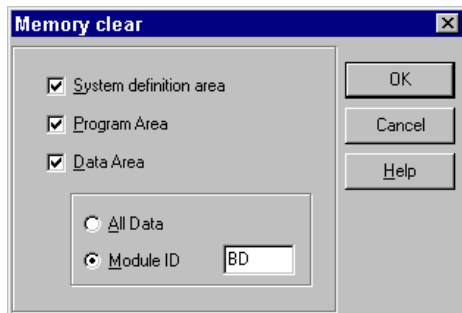 Memory clear
System definition area
Program Area
Data Area
All Data
Module ID BD
OK
Cancel
Help